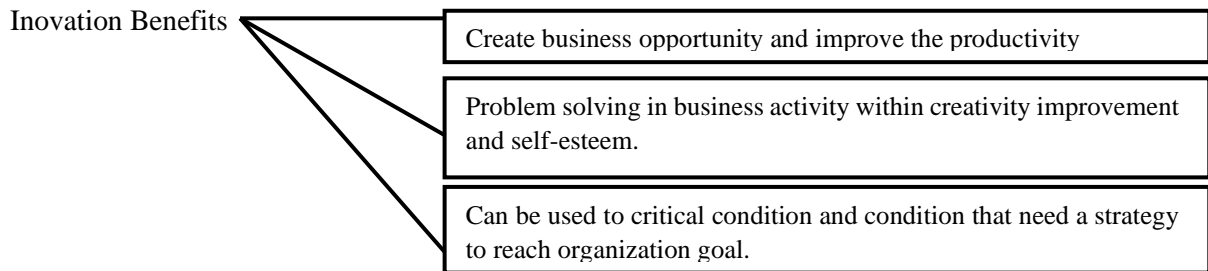 Inovation Benefits
Create business opportunity and improve the productivity
Problem solving in business activity within creativity improvement
and self-esteem.
Can be used to critical condition and condition that need a strategy
to reach organization goal.